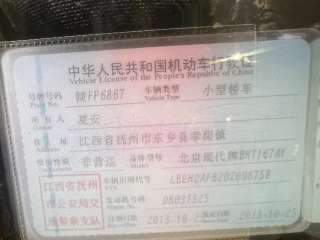 中华人民共和国机动车行驶证
Vehicle License of the People's Republic of China
号牌号码 赣FP6867 车辆类型 小型轿车
Plate No. Vehicle Type
所有人 夏安
Owner
住址 江西省抚州市东乡县孝岗镇
Address
使用性质 非营运 品牌型号 北京现代牌BH7167AY
江西省抚州 车辆识别代号
市公安局交 发动机号码 DB031525
通警察支队 注册日期 发证日期